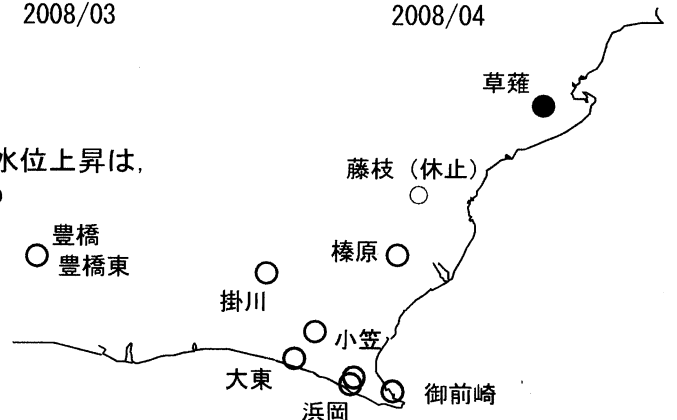 2008/03
2008/04
草薙
水位上昇は,
藤枝（休止）
豊橋
豊橋東
榛原
掛川
小笠
大東
御前崎
浜岡